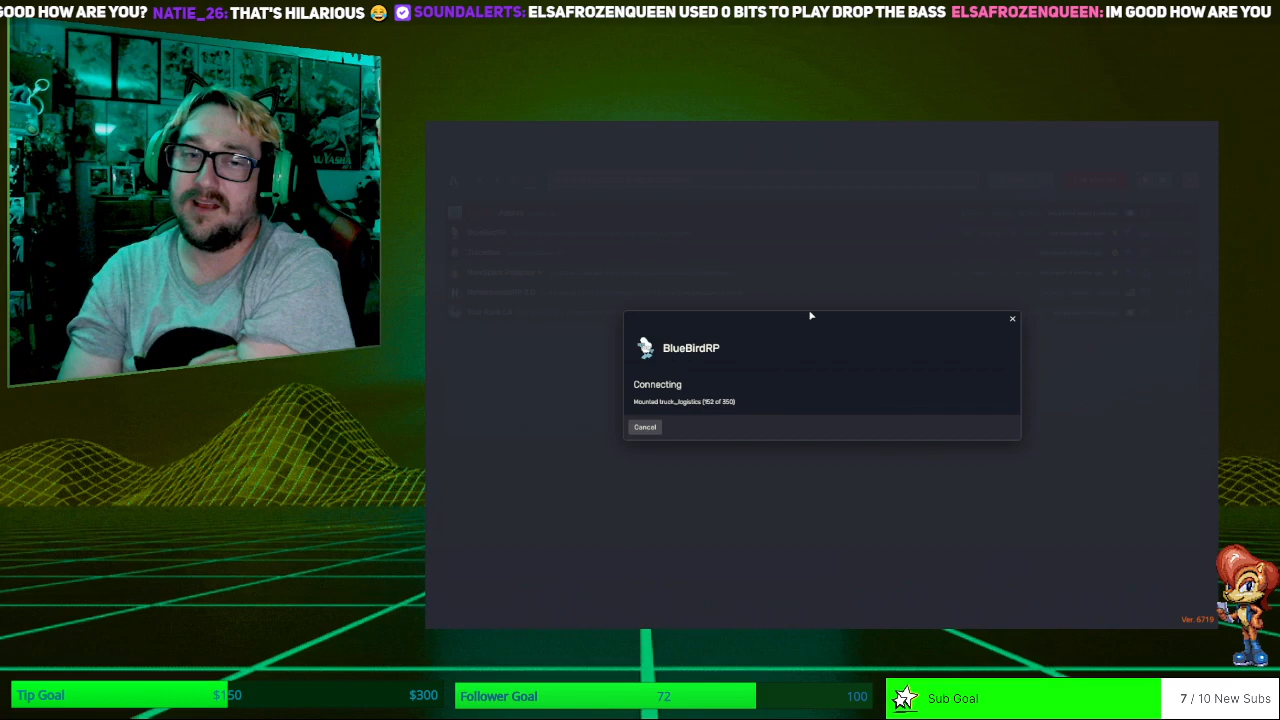 GOOD HOW ARE YOU? NATIE_26: THAT'S HILARIOUS 😂 SOUNDALERTS: ELSAFROZENQUEEN USED 0 BITS TO PLAY DROP THE BASS ELSAFROZENQUEEN: IM GOOD HOW ARE YOU
BlueBirdRP
Connecting
Mounted truck_logistics (152 of 350)
Cancel
Ver. 6719
Tip Goal $150 $300
Follower Goal 72 100
Sub Goal 7 / 10 New Subs